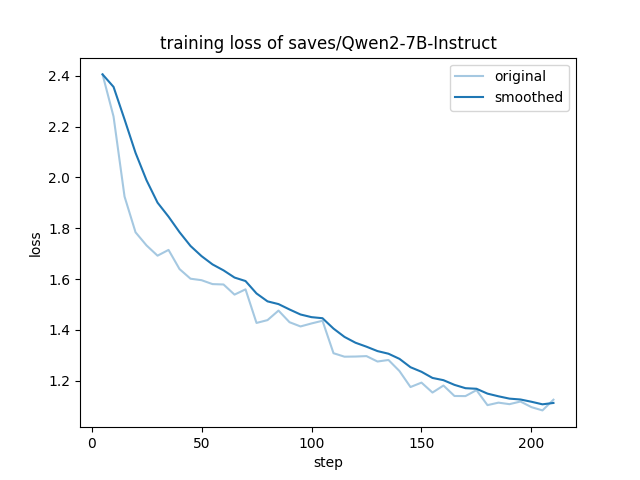 training loss of saves/Qwen2-7B-Instruct
original
smoothed
2.4
2.2
2.0
1.8
1.6
1.4
1.2
loss
0 50 100 150 200
step